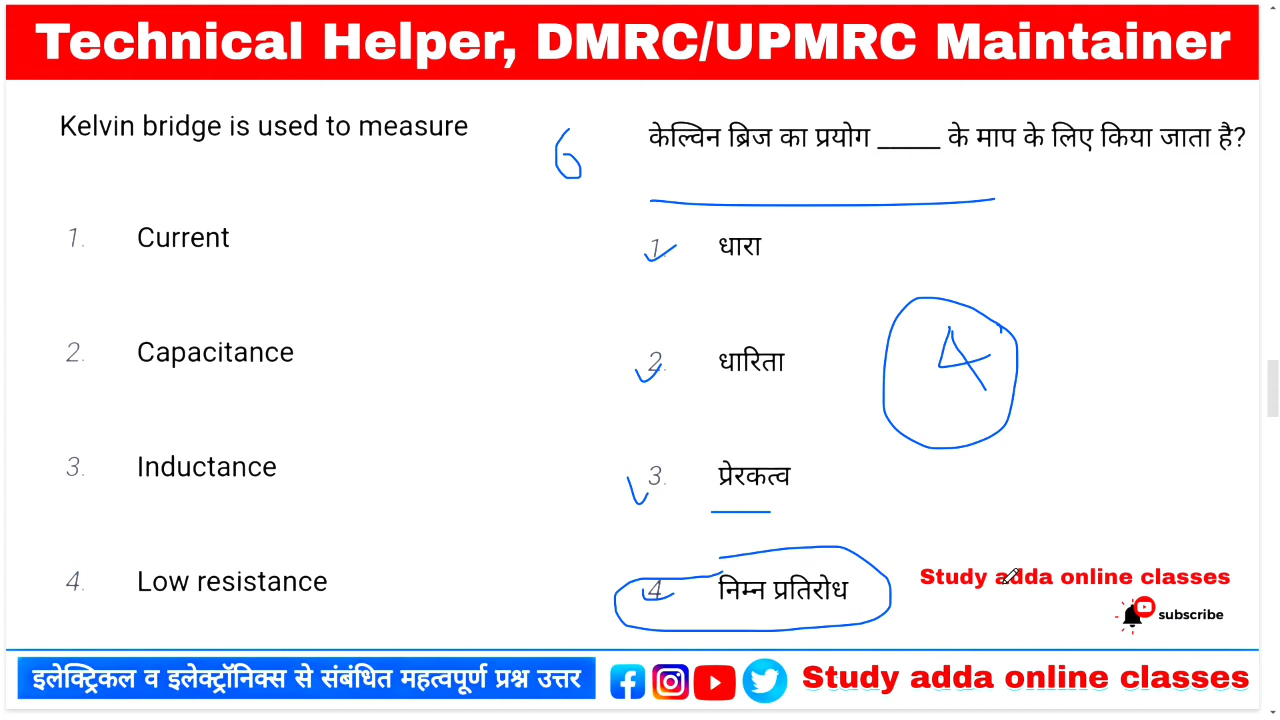 Technical Helper, DMRC/UPMRC Maintainer
Kelvin bridge is used to measure
6
केल्विन ब्रिज का प्रयोग _____ के माप के लिए किया जाता है?
1. Current
1. धारा
2. Capacitance
2. धारिता
4
3. Inductance
3. प्रेरकत्व
4. Low resistance
4. निम्न प्रतिरोध
Study adda online classes
subscribe
इलेक्ट्रिकल व इलेक्ट्रॉनिक्स से संबंधित महत्वपूर्ण प्रश्न उत्तर
Study adda online classes